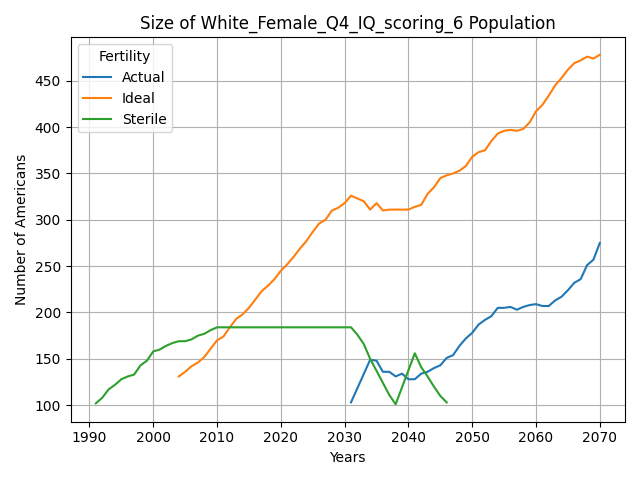 Size of White_Female_Q4_IQ_scoring_6 Population
Fertility
Actual
Ideal
Sterile
Number of Americans
450
400
350
300
250
200
150
100
1990 2000 2010 2020 2030 2040 2050 2060 2070
Years